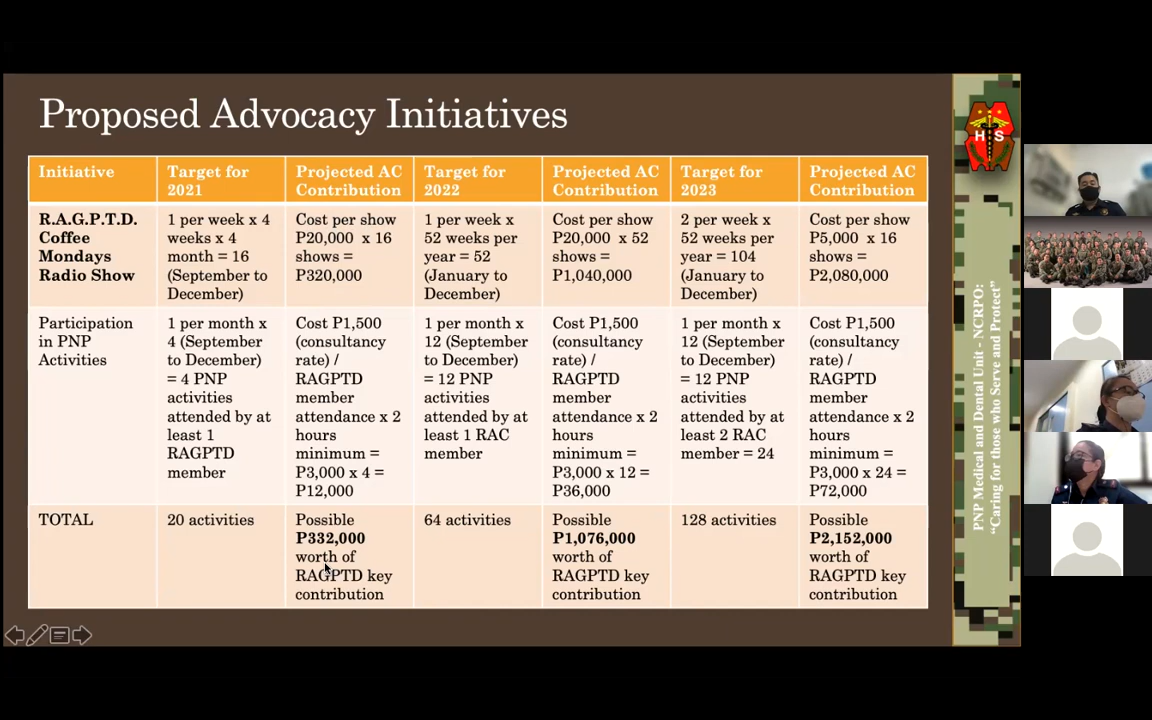 Proposed Advocacy Initiatives
Initiative
Target for
2021
Projected AC
Contribution
Target for
2022
Projected AC
Contribution
Target for
2023
Projected AC
Contribution
R.A.G.P.T.D.
Coffee
Mondays
Radio Show
1 per week x 4
weeks x 4
month = 16
(September to
December)
Cost per show
P20,000 x 16
shows =
P320,000
1 per week x
52 weeks per
year = 52
(January to
December)
Cost per show
P20,000 x 52
shows =
P1,040,000
2 per week x
52 weeks per
year = 104
(January to
December)
Cost per show
P5,000 x 16
shows =
P2,080,000
Participation
in PNP
Activities
1 per month x
4 (September
to December)
= 4 PNP
activities
attended by at
least 1
RAGPTD
member
Cost P1,500
(consultancy
rate) /
RAGPTD
member
attendance x 2
hours
minimum =
P3,000 x 4 =
P12,000
1 per month x
12 (September
to December)
= 12 PNP
activities
attended by at
least 1 RAC
member
Cost P1,500
(consultancy
rate) /
RAGPTD
member
attendance x 2
hours
minimum =
P3,000 x 12 =
P36,000
1 per month x
12 (September
to December)
= 12 PNP
activities
attended by at
least 2 RAC
member = 24
Cost P1,500
(consultancy
rate) /
RAGPTD
member
attendance x 2
hours
minimum =
P3,000 x 24 =
P72,000
TOTAL
20 activities
Possible
P332,000
worth of
RAGPTD key
contribution
64 activities
Possible
P1,076,000
worth of
RAGPTD key
contribution
128 activities
Possible
P2,152,000
worth of
RAGPTD key
contribution
H S
PNP Medical and Dental Unit - NCRPO:
“Caring for those who Serve and Protect”